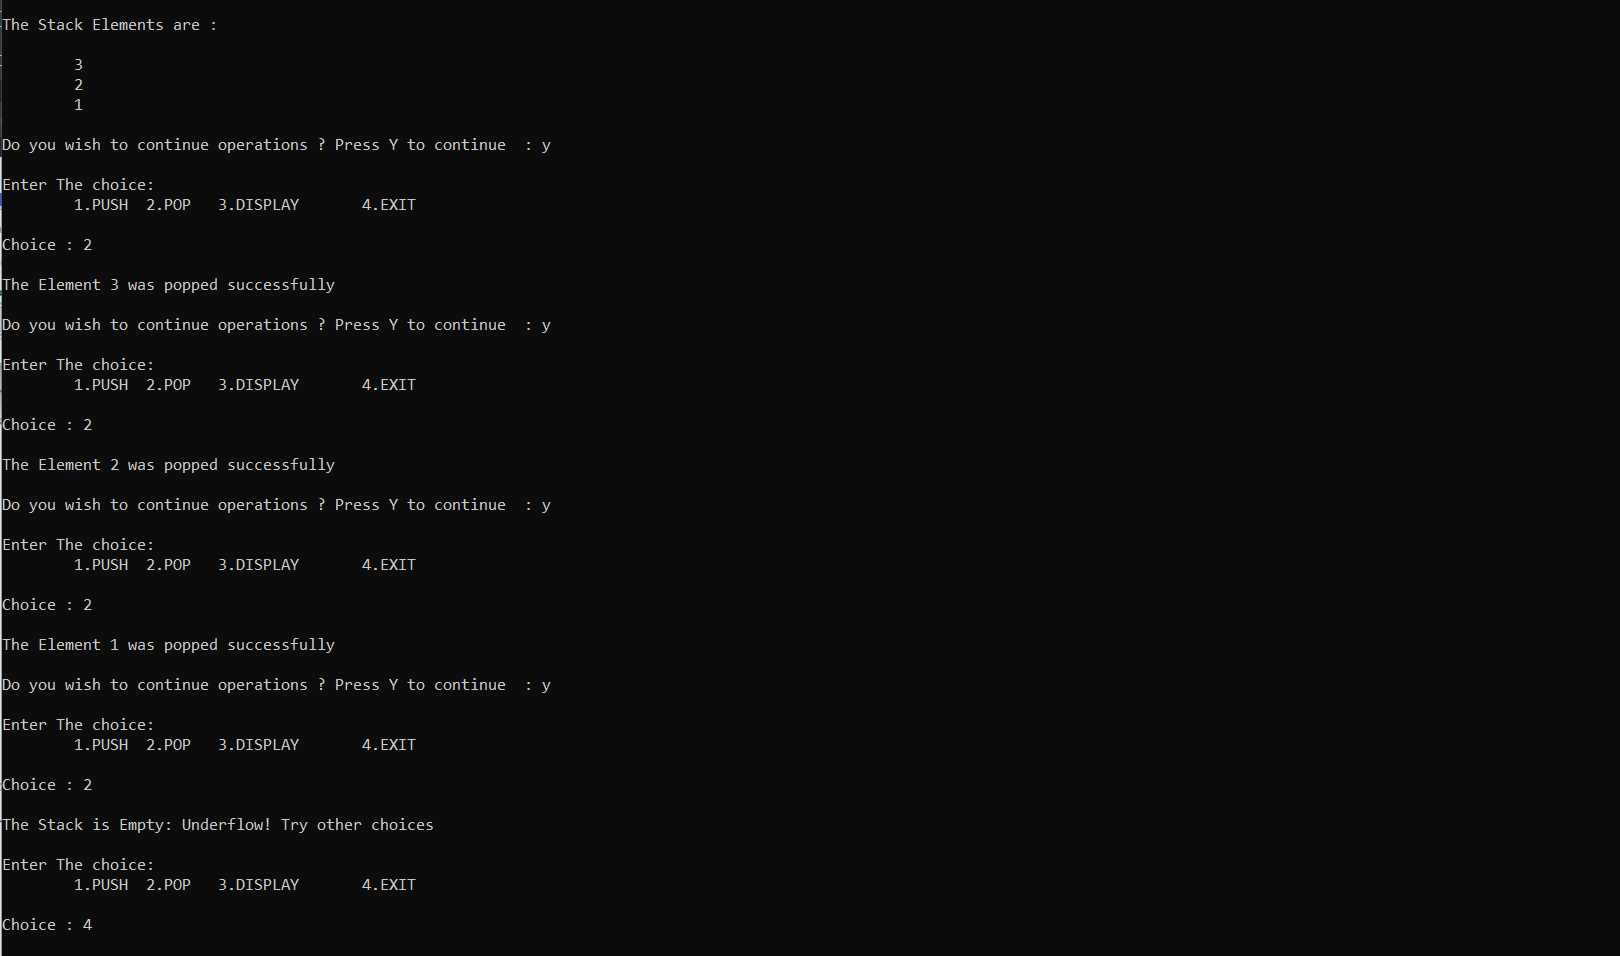 The Stack Elements are :
3
2
1
Do you wish to continue operations ? Press Y to continue  : y
Enter The choice:
1.PUSH  2.POP   3.DISPLAY       4.EXIT
Choice : 2
The Element 3 was popped successfully
Do you wish to continue operations ? Press Y to continue  : y
Enter The choice:
1.PUSH  2.POP   3.DISPLAY       4.EXIT
Choice : 2
The Element 2 was popped successfully
Do you wish to continue operations ? Press Y to continue  : y
Enter The choice:
1.PUSH  2.POP   3.DISPLAY       4.EXIT
Choice : 2
The Element 1 was popped successfully
Do you wish to continue operations ? Press Y to continue  : y
Enter The choice:
1.PUSH  2.POP   3.DISPLAY       4.EXIT
Choice : 2
The Stack is Empty: Underflow! Try other choices
Enter The choice:
1.PUSH  2.POP   3.DISPLAY       4.EXIT
Choice : 4